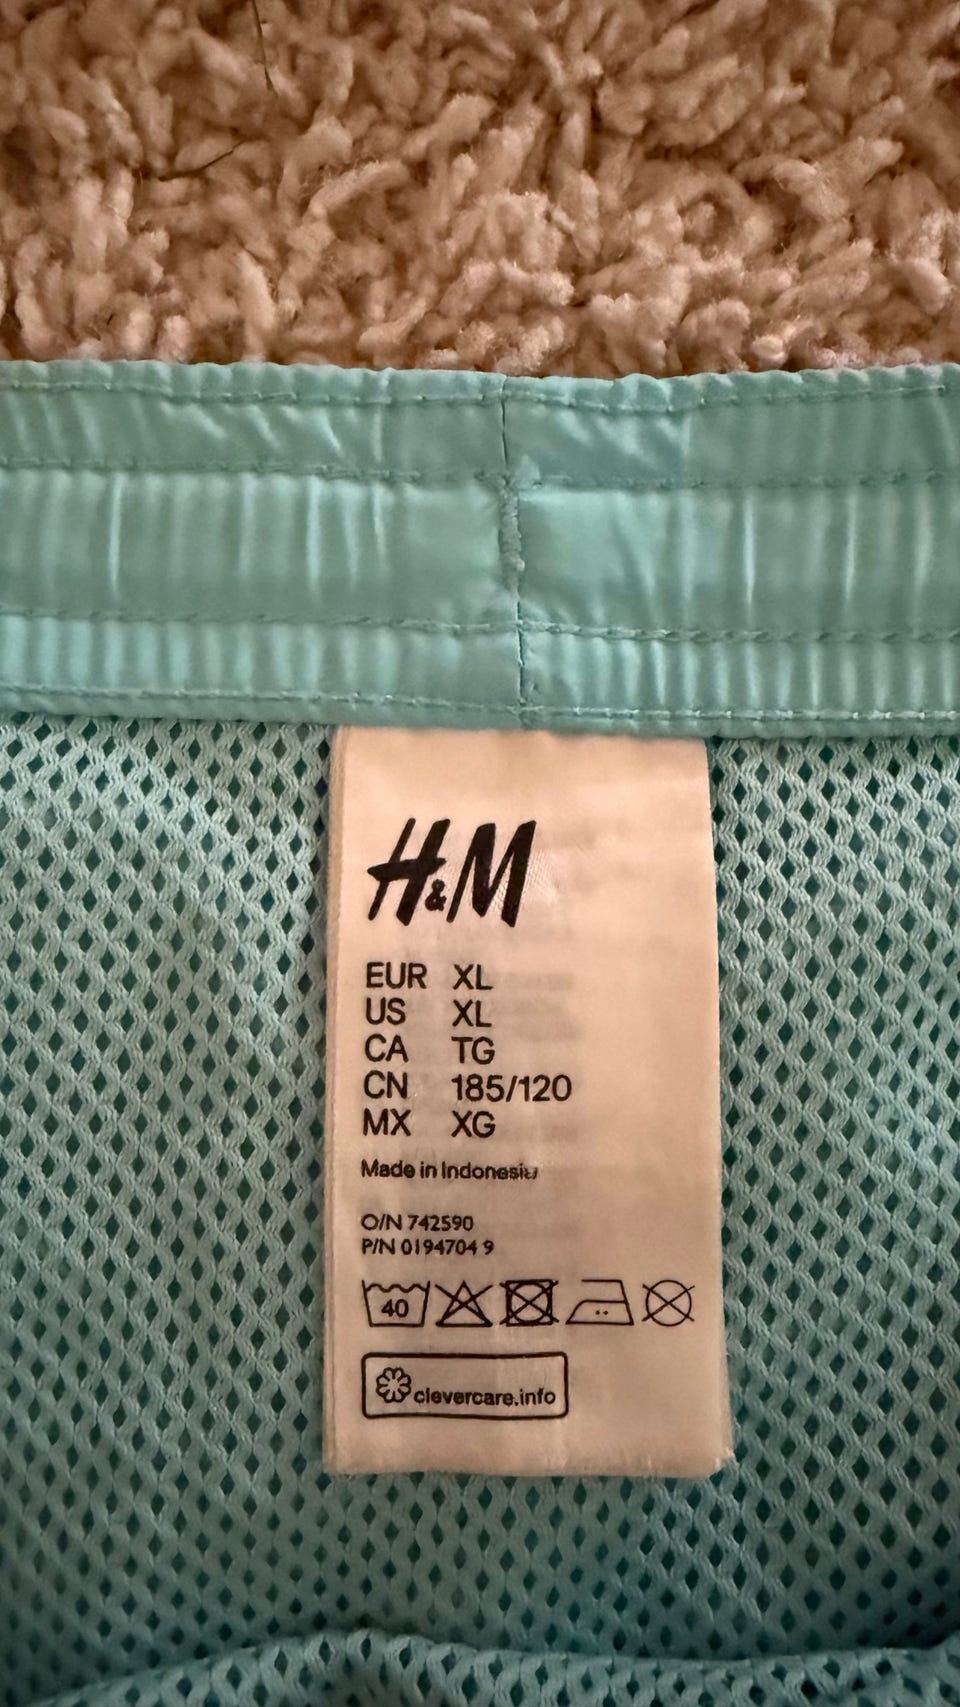 H&M
EUR XL
US XL
CA TG
CN 185/120
MX XG
Made in Indonesia
O/N 742590
P/N 0194704 9
40
clevercare.info